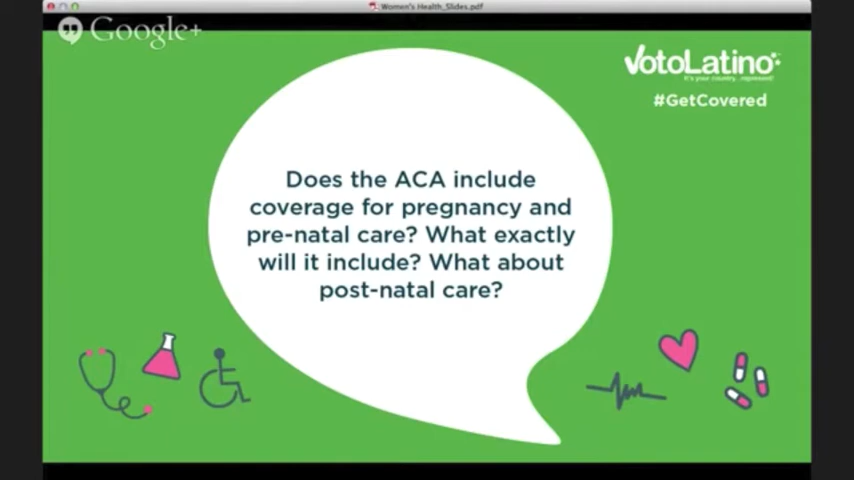 Women's Health_Slides.pdf
Google+
VotoLatino
It's your country...represent!
#GetCovered
Does the ACA include
coverage for pregnancy and
pre-natal care? What exactly
will it include? What about
post-natal care?